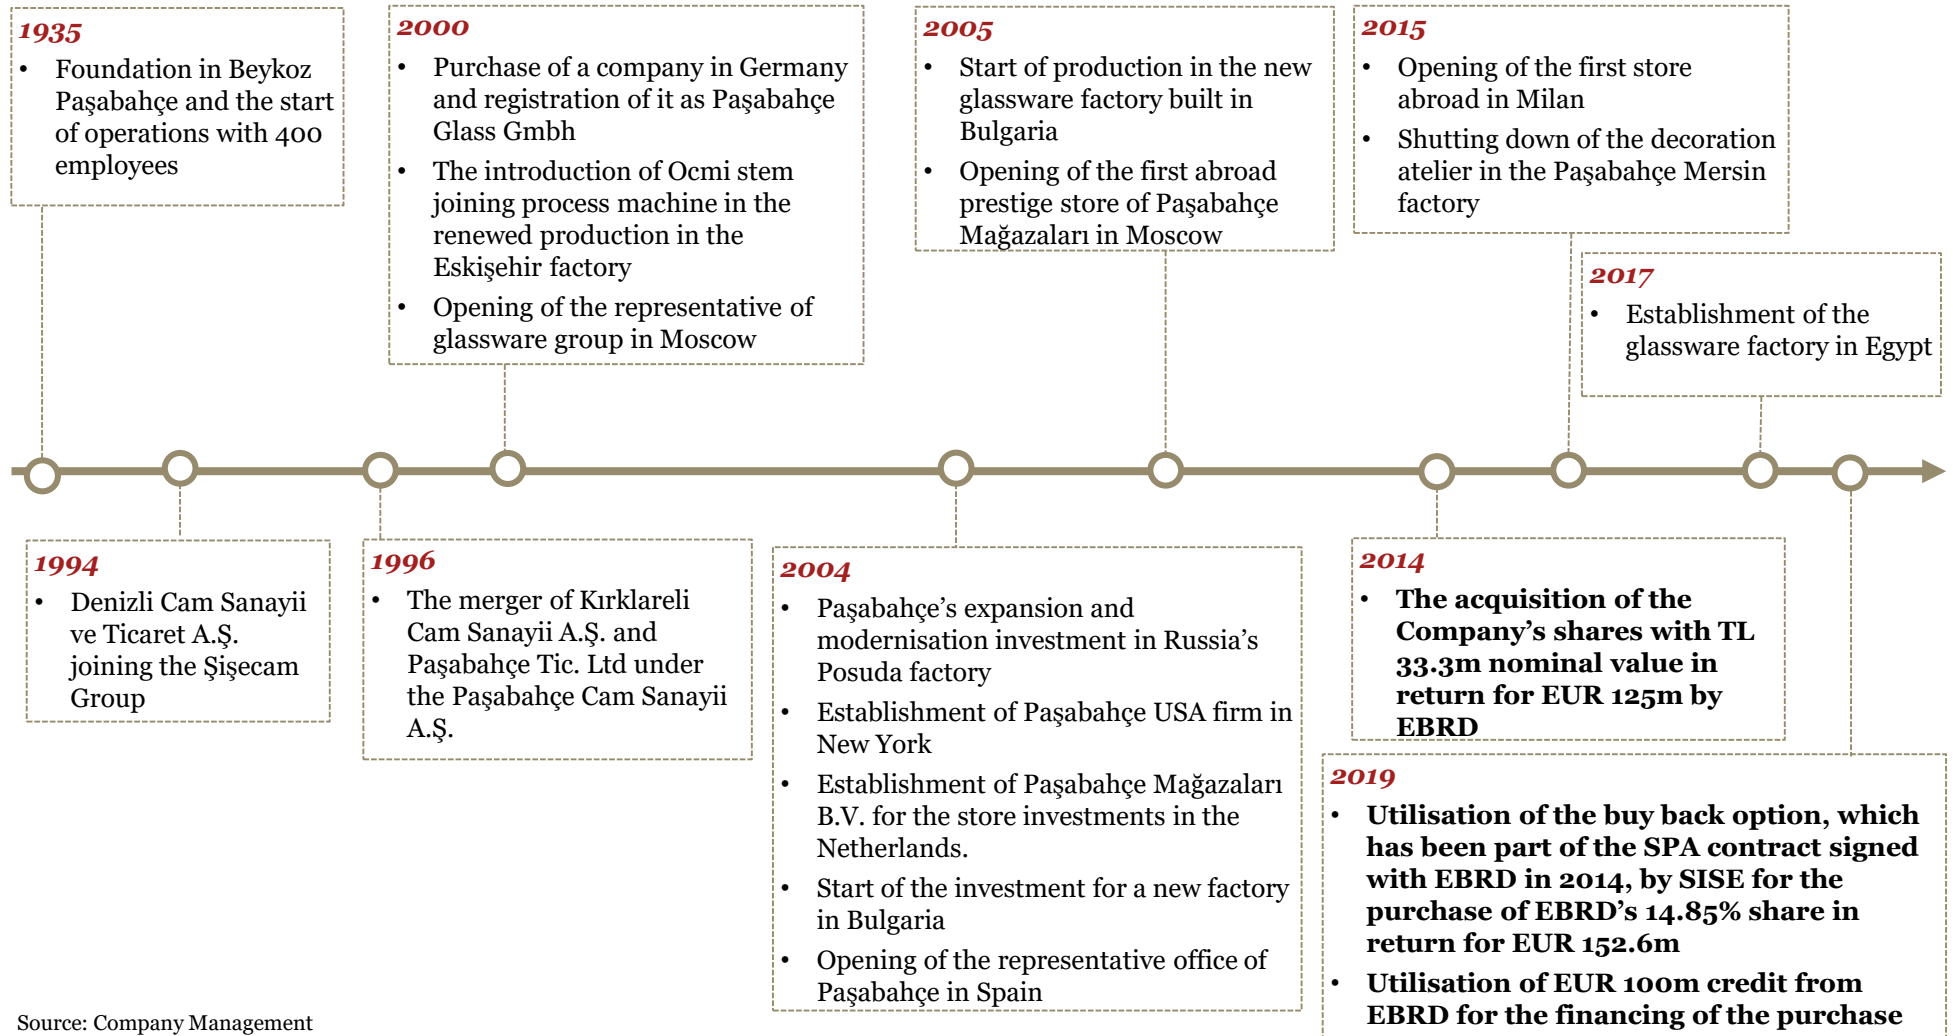 1935
• Foundation in Beykoz
Paşabahçe and the start
of operations with 400
employees
2000
• Purchase of a company in Germany
and registration of it as Paşabahçe
Glass Gmbh
• The introduction of Ocmi stem
joining process machine in the
renewed production in the
Eskişehir factory
• Opening of the representative of
glassware group in Moscow
2005
• Start of production in the new
glassware factory built in
Bulgaria
• Opening of the first abroad
prestige store of Paşabahçe
Mağazaları in Moscow
2015
• Opening of the first store
abroad in Milan
• Shutting down of the decoration
atelier in the Paşabahçe Mersin
factory
2017
• Establishment of the
glassware factory in Egypt
1994
• Denizli Cam Sanayii
ve Ticaret A.Ş.
joining the Şişecam
Group
1996
• The merger of Kırklareli
Cam Sanayii A.Ş. and
Paşabahçe Tic. Ltd under
the Paşabahçe Cam Sanayii
A.Ş.
2004
• Paşabahçe’s expansion and
modernisation investment in Russia’s
Posuda factory
• Establishment of Paşabahçe USA firm in
New York
• Establishment of Paşabahçe Mağazaları
B.V. for the store investments in the
Netherlands.
• Start of the investment for a new factory
in Bulgaria
• Opening of the representative office of
Paşabahçe in Spain
2014
• The acquisition of the
Company’s shares with TL
33.3m nominal value in
return for EUR 125m by
EBRD
2019
• Utilisation of the buy back option, which
has been part of the SPA contract signed
with EBRD in 2014, by SISE for the
purchase of EBRD’s 14.85% share in
return for EUR 152.6m
• Utilisation of EUR 100m credit from
EBRD for the financing of the purchase
Source: Company Management